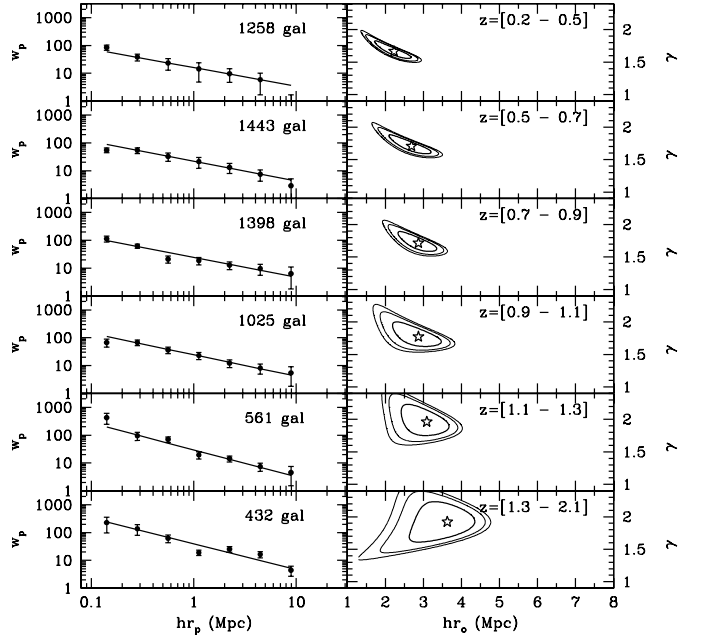 1000
100
10
1
w_p
1258 gal
z=[0.2 - 0.5]
2
1.5
1
γ
1000
100
10
1
w_p
1443 gal
z=[0.5 - 0.7]
2
1.5
1
γ
1000
100
10
1
w_p
1398 gal
z=[0.7 - 0.9]
2
1.5
1
γ
1000
100
10
1
w_p
1025 gal
z=[0.9 - 1.1]
2
1.5
1
γ
1000
100
10
1
w_p
561 gal
z=[1.1 - 1.3]
2
1.5
1
γ
1000
100
10
1
w_p
432 gal
z=[1.3 - 2.1]
2
1.5
1
γ
0.1 1 10
1 2 3 4 5 6 7 8
hr_p (Mpc)
hr_o (Mpc)